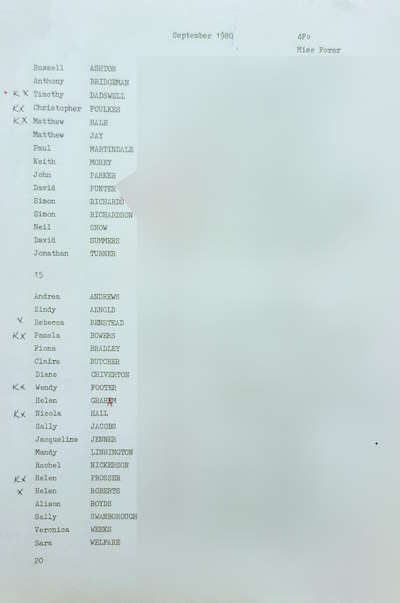 September 1980 4Fo
Miss Forer
Russell ASHTON
Anthony BRIDGEMAN
KX Timothy DADSWELL
KX Christopher FOULKES
KX Matthew HALE
Matthew JAY
Paul MARTINDALE
Keith MOREY
John PARKER
David PUNTER
Simon RICHARDS
Simon RICHARDSON
Neil SNOW
David SUMMERS
Jonathan TURNER
15
Andrea ANDREWS
Cindy ARNOLD
X Rebecca BENSTEAD
KX Pamela BOWERS
Fiona BRADLEY
Claire BUTCHER
Diane CHIVERTON
KX Wendy FOOTER
Helen
KX Nicola HALL
Sally JACOBS
Jacqueline JENNER
Mandy LINNINGTON
Rachel NICKERSON
KX Helen PROSSER
X Helen ROBERTS
Alison BOYDS
Sally SWANBOROUGH
Veronica WEEKS
Sara WELFARE
20